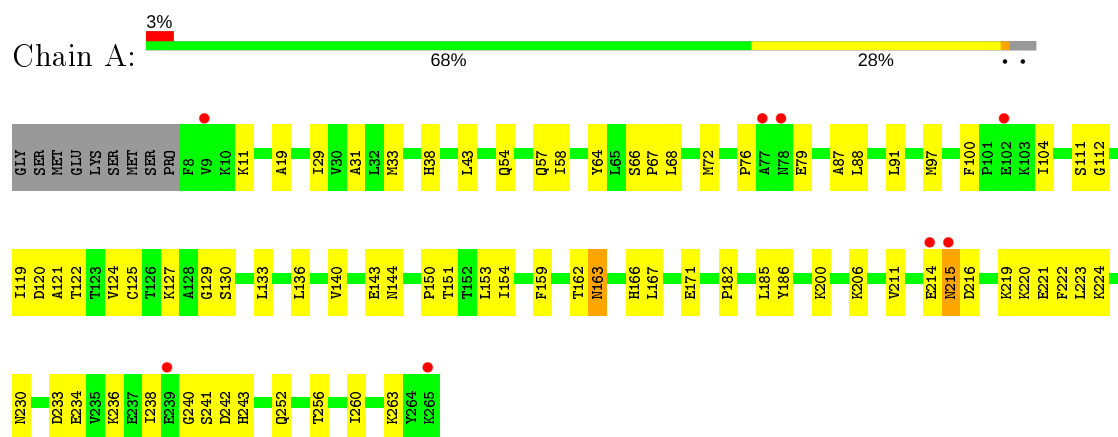 3%
Chain A:
68% 28% • •
GLY SER MET GLU LYS SER MET SER PRO F8 V9 K10 K11 A19 I29 V30 A31 L32 M33 H38 L43 Q54 Q57 I58 Y64 L65 S66 P67 L68 M72 P76 A77 N78 E79 A87 L88 L91 M97 F100 P101 E102 K103 I104 S111 G112
I119 D120 A121 T122 T123 V124 C125 T126 K127 A128 G129 S130 L133 L136 V140 E143 N144 P150 T151 T152 L153 I154 F159 T162 N163 H166 L167 E171 P182 L185 Y186 K200 K206 V211 E214 N215 D216 K219 K220 E221 F222 L223 K224
N230 D233 E234 V235 K236 E237 I238 E239 G240 S241 D242 H243 Q252 T256 I260 K263 Y264 K265